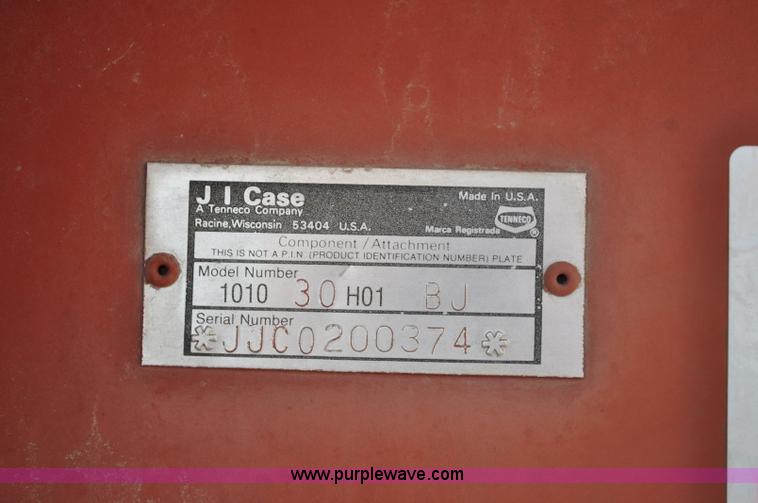 J I Case
A Tenneco Company
Racine, Wisconsin 53404 U.S.A.
Made In U.S.A.
TENNECO
Marca Registrada ®
Component/Attachment
THIS IS NOT A P.I.N. (PRODUCT IDENTIFICATION NUMBER) PLATE
Model Number
1010 30 H01 BJ
Serial Number
*JJC0200374*
www.purplewave.com